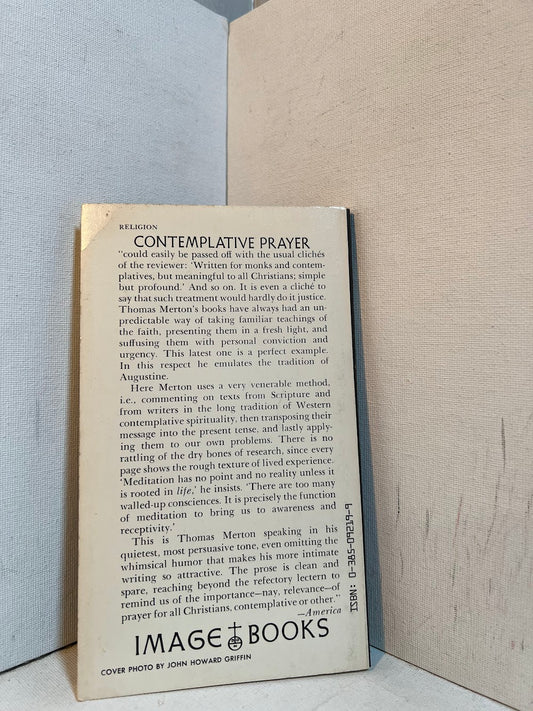 RELIGION
CONTEMPLATIVE PRAYER
"could easily be passed off with the usual clichés
of the reviewer: 'Written for monks and contem-
platives, but meaningful to all Christians; simple
but profound.' And so on. It is even a cliché to
say that such treatment would hardly do it justice.
Thomas Merton's books have always had an un-
predictable way of taking familiar teachings of
the faith, presenting them in a fresh light, and
suffusing them with personal conviction and
urgency. This latest one is a perfect example.
In this respect he emulates the tradition of
Augustine.
Here Merton uses a very venerable method,
i.e., commenting on texts from Scripture and
from writers in the long tradition of Western
contemplative spirituality, then transposing their
message into the present tense, and lastly apply-
ing them to our own problems. There is no
rattling of the dry bones of research, since every
page shows the rough texture of lived experience.
'Meditation has no point and no reality unless it
is rooted in life,' he insists. 'There are too many
walled-up consciences. It is precisely the function
of meditation to bring us to awareness and
receptivity.'
This is Thomas Merton speaking in his
quietest, most persuasive tone, even omitting the
whimsical humor that makes his more intimate
writing so attractive. The prose is clean and
spare, reaching beyond the refectory lectern to
remind us of the importance—nay, relevance—of
prayer for all Christians, contemplative or other."
—America
IMAGE BOOKS
COVER PHOTO BY JOHN HOWARD GRIFFIN
ISBN: 0-385-09219-9